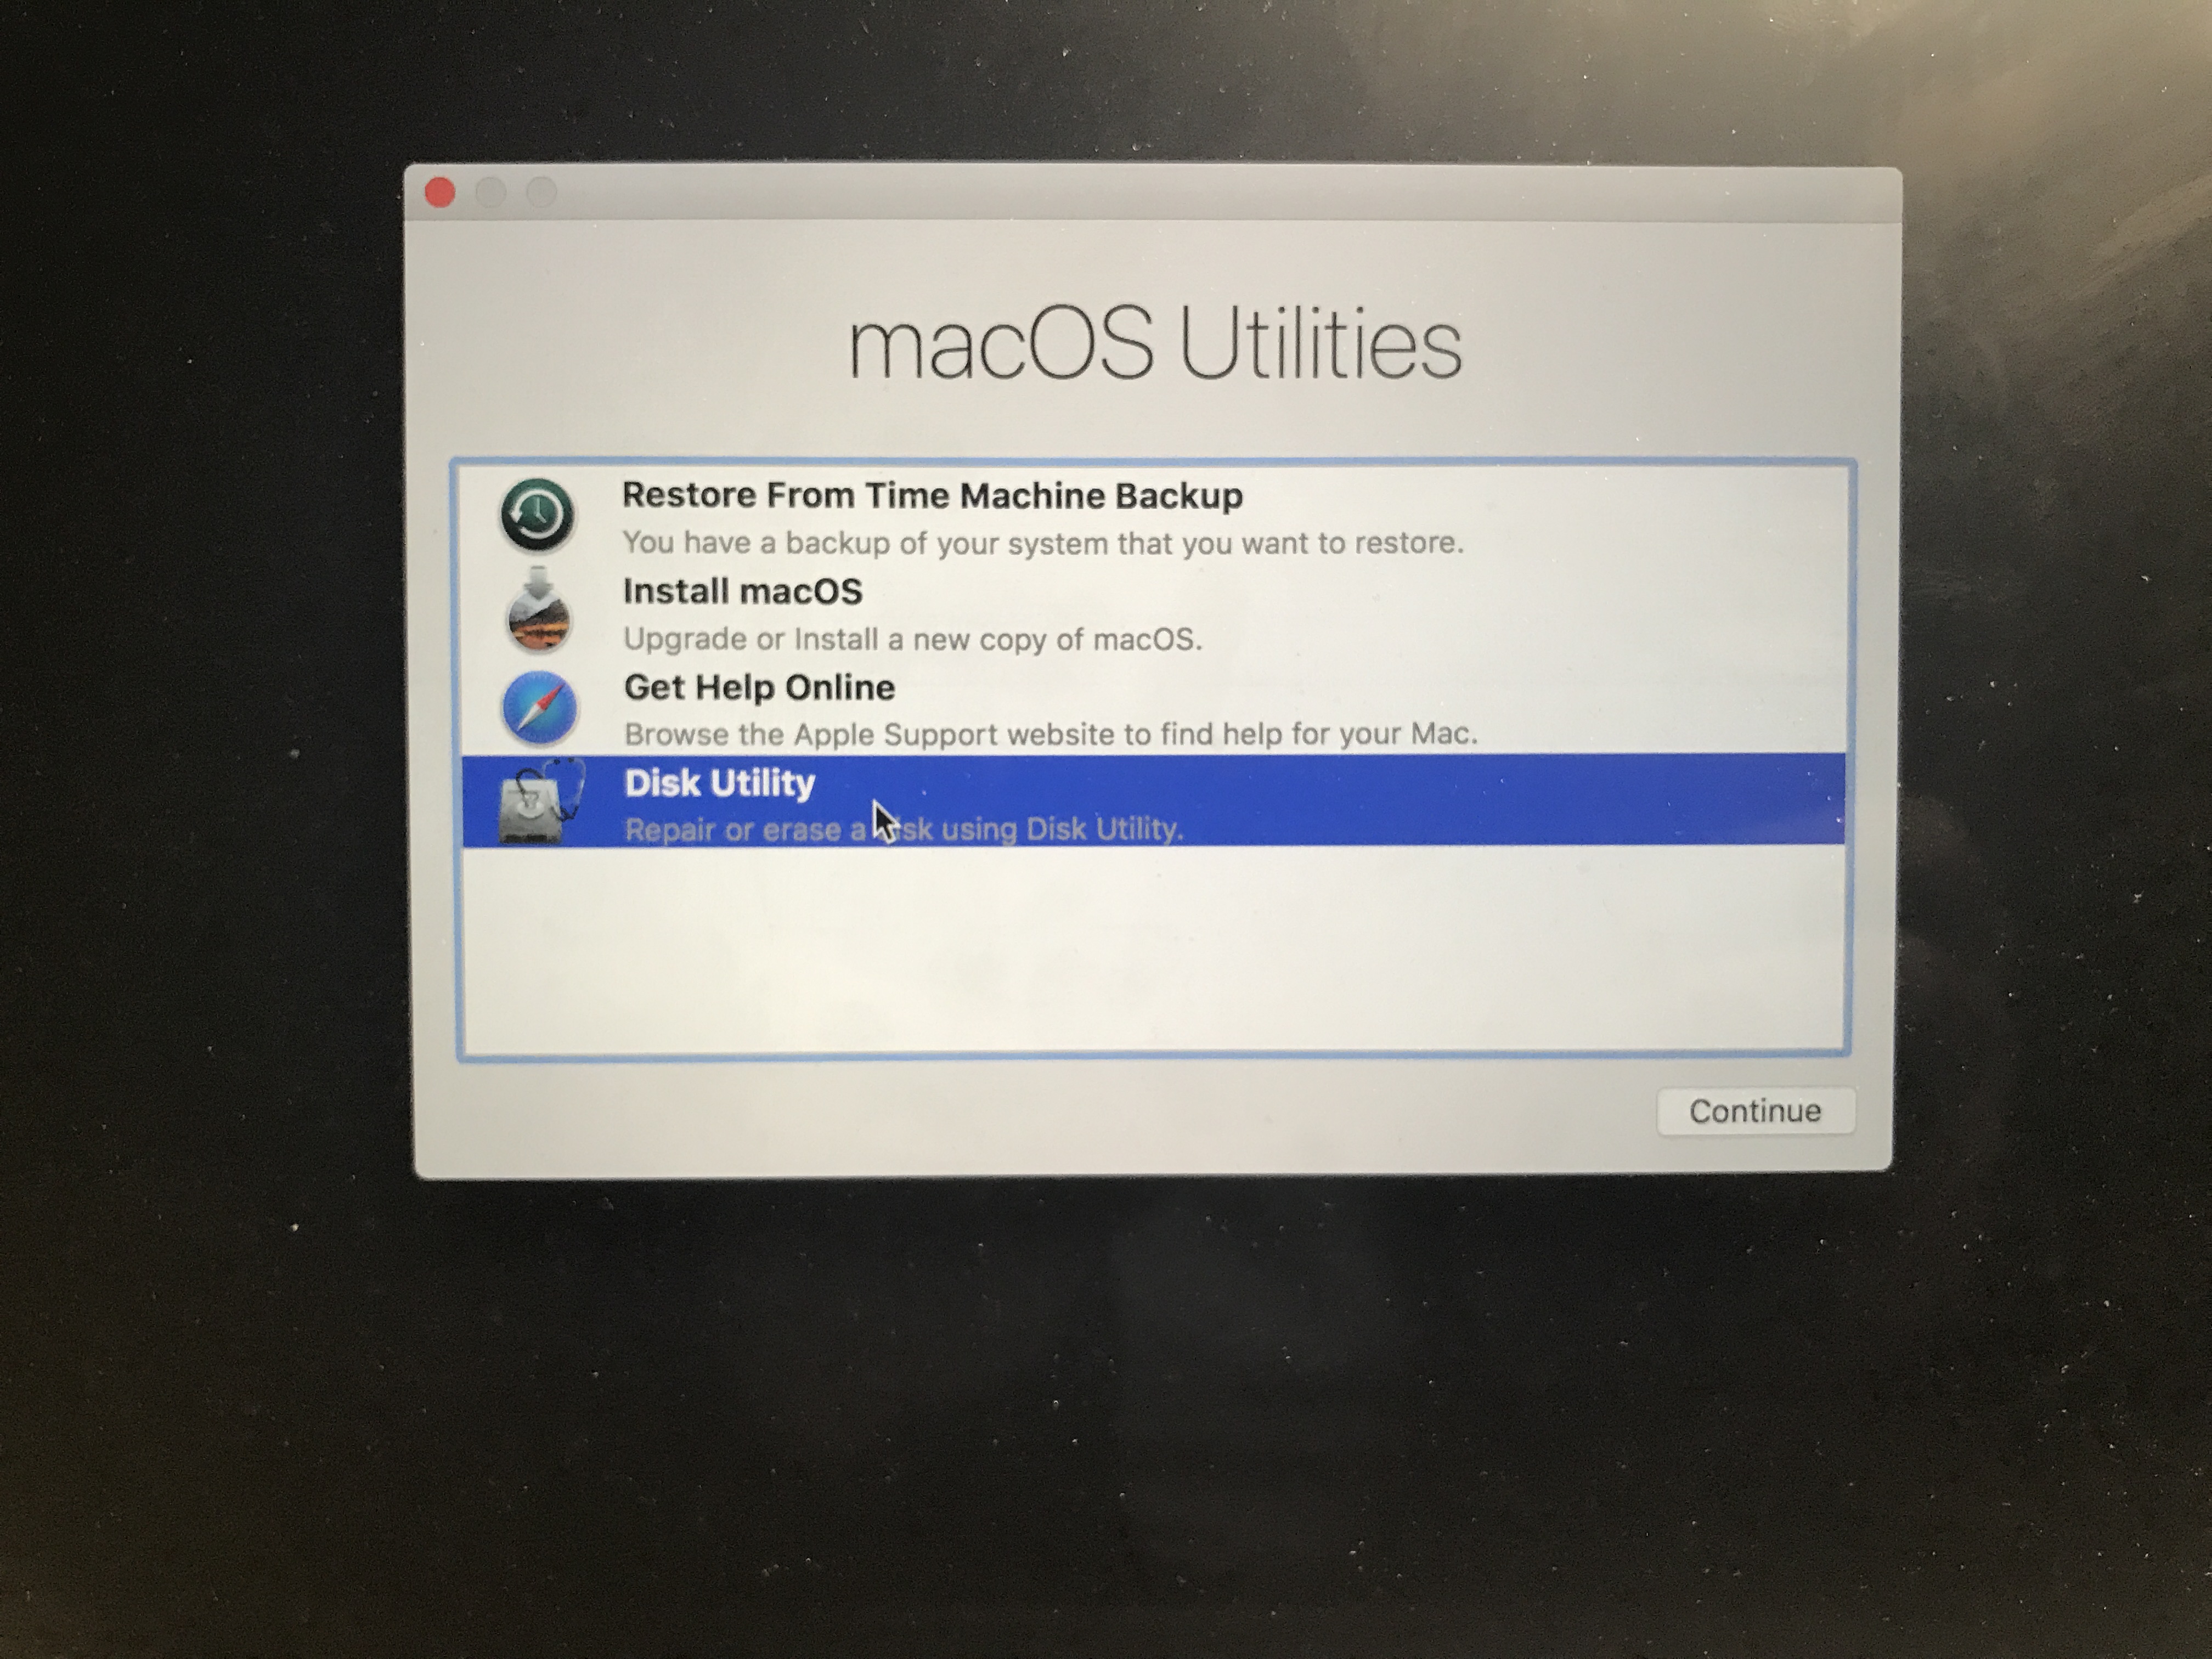 macOS Utilities
Restore From Time Machine Backup
You have a backup of your system that you want to restore.
Install macOS
Upgrade or Install a new copy of macOS.
Get Help Online
Browse the Apple Support website to find help for your Mac.
Disk Utility
Repair or erase a disk using Disk Utility.
Continue